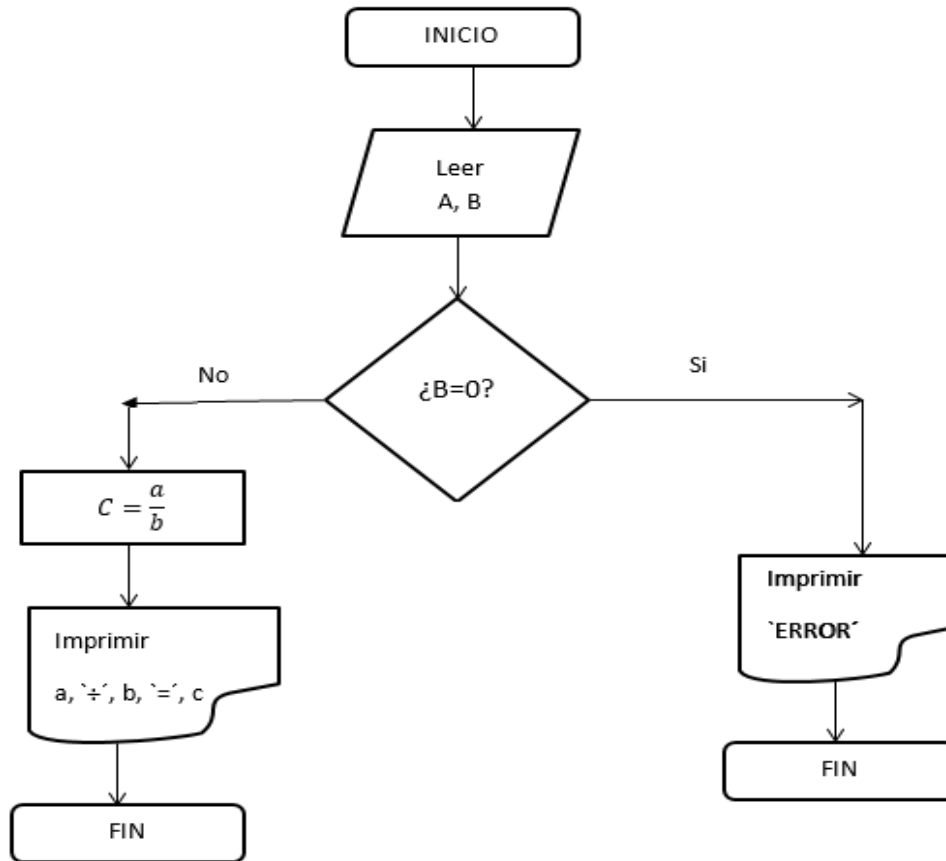 INICIO
Leer
A, B
¿B=0?
No
Si
C = a/b
Imprimir
a, `÷´, b, `=´, c
FIN
Imprimir
`ERROR´
FIN